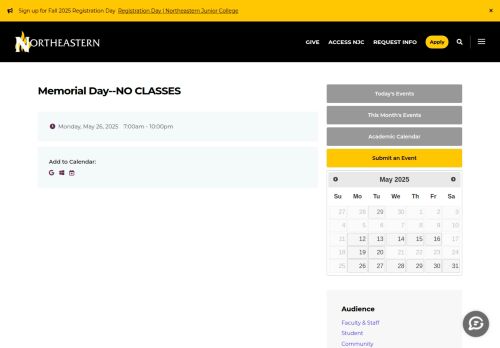 Sign up for Fall 2025 Registration Day Registration Day | Northeastern Junior College ×
NORTHEASTERN
GIVE ACCESS NJC REQUEST INFO Apply
Memorial Day--NO CLASSES
Monday, May 26, 2025 7:00am - 10:00pm
Add to Calendar:
Today's Events
This Month's Events
Academic Calendar
Submit an Event
May 2025
Su Mo Tu We Th Fr Sa
27 28 29 30 1 2 3
4 5 6 7 8 9 10
11 12 13 14 15 16 17
18 19 20 21 22 23 24
25 26 27 28 29 30 31
Audience
Faculty & Staff
Student
Community